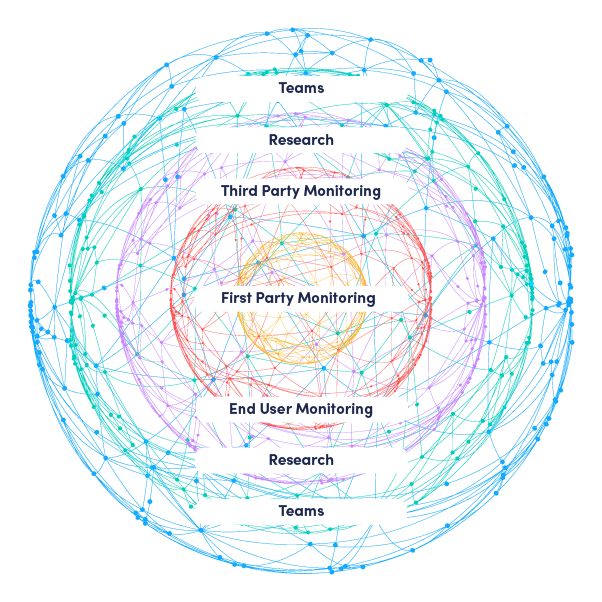 Teams
Research
Third Party Monitoring
First Party Monitoring
End User Monitoring
Research
Teams